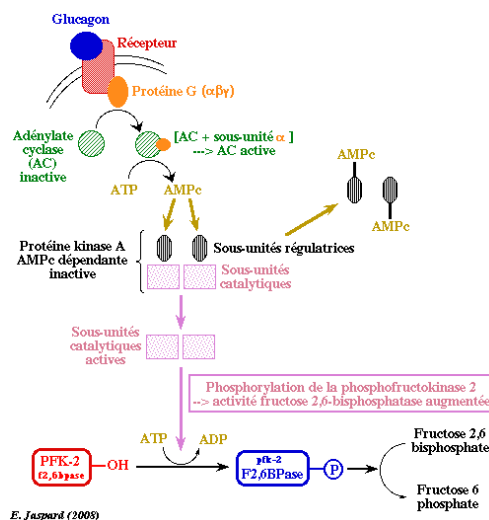 Glucagon
Récepteur
Protéine G (αβγ)
Adénylate
cyclase
(AC)
inactive
[AC + sous-unité α ]
---> AC active
ATP
AMPc
AMPc
AMPc
Protéine kinase A
AMPc dépendante
inactive
Sous-unités régulatrices
Sous-unités
catalytiques
Sous-unités
catalytiques
actives
Phosphorylation de la phosphofructokinase 2
--> activité fructose 2,6-bisphosphatase augmentée
ATP
ADP
PFK-2
f2,6bpase
OH
pfk-2
F2,6BPase
P
Fructose 2,6
bisphosphate
Fructose 6
phosphate
E. Jaspard (2008)